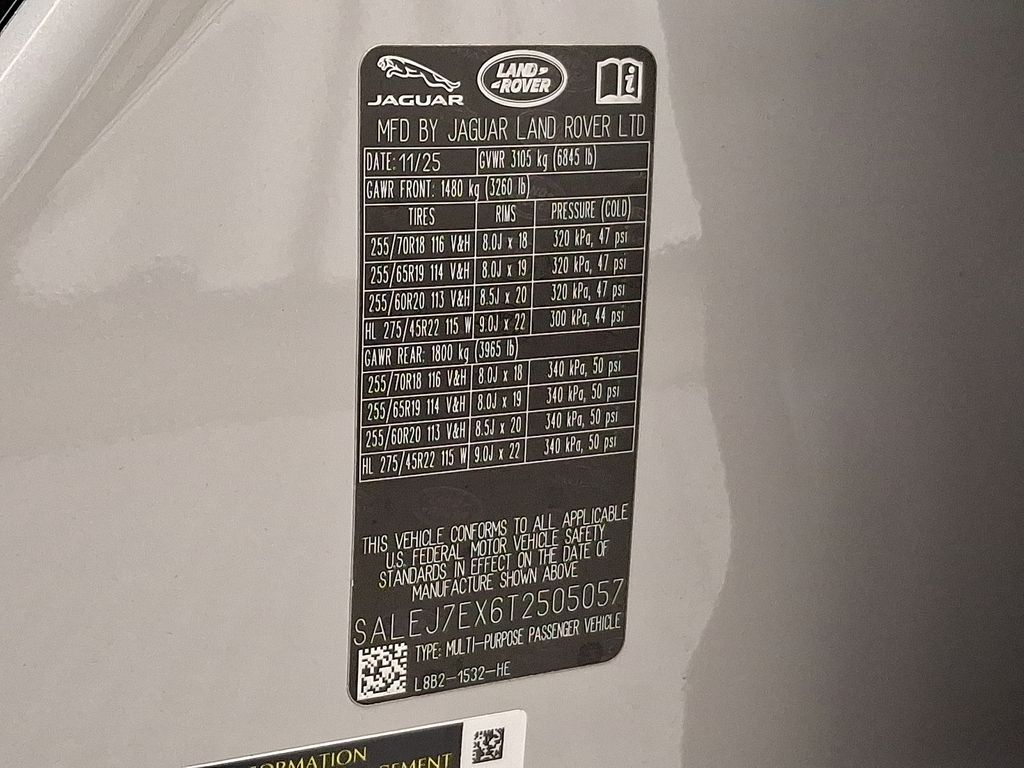 JAGUAR
LAND-
-ROVER
i
MFD BY JAGUAR LAND ROVER LTD
DATE: 11/25 GVWR 3105 kg (6845 lb)
GAWR FRONT: 1480 kg (3260 lb)
TIRES RIMS PRESSURE (COLD)
255/70R18 116 V&H 8.0J x 18 320 kPa, 47 psi
255/65R19 114 V&H 8.0J x 19 320 kPa, 47 psi
255/60R20 113 V&H 8.5J x 20 320 kPa, 47 psi
HL 275/45R22 115 W 9.0J x 22 300 kPa, 44 psi
GAWR REAR: 1800 kg (3965 lb)
255/70R18 116 V&H 8.0J x 18 340 kPa, 50 psi
255/65R19 114 V&H 8.0J x 19 340 kPa, 50 psi
255/60R20 113 V&H 8.5J x 20 340 kPa, 50 psi
HL 275/45R22 115 W 9.0J x 22 340 kPa, 50 psi
THIS VEHICLE CONFORMS TO ALL APPLICABLE
U.S. FEDERAL MOTOR VEHICLE SAFETY
STANDARDS IN EFFECT ON THE DATE OF
MANUFACTURE SHOWN ABOVE
SALEJ7EX6T2505057
TYPE: MULTI-PURPOSE PASSENGER VEHICLE
L8B2-1532-HE